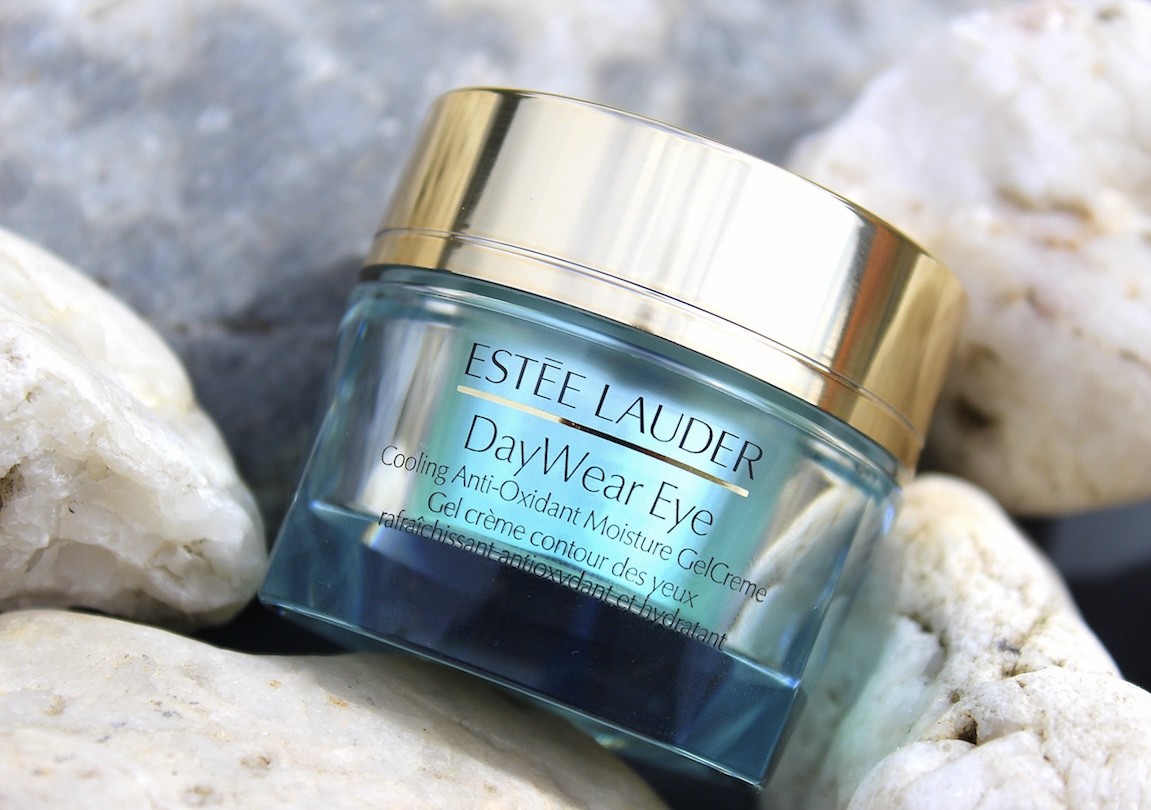 ESTĒE LAUDER
DayWear Eye
Cooling Anti-Oxidant Moisture GelCreme
Gel crème contour des yeux
rafraîchissant antioxydant et hydratant